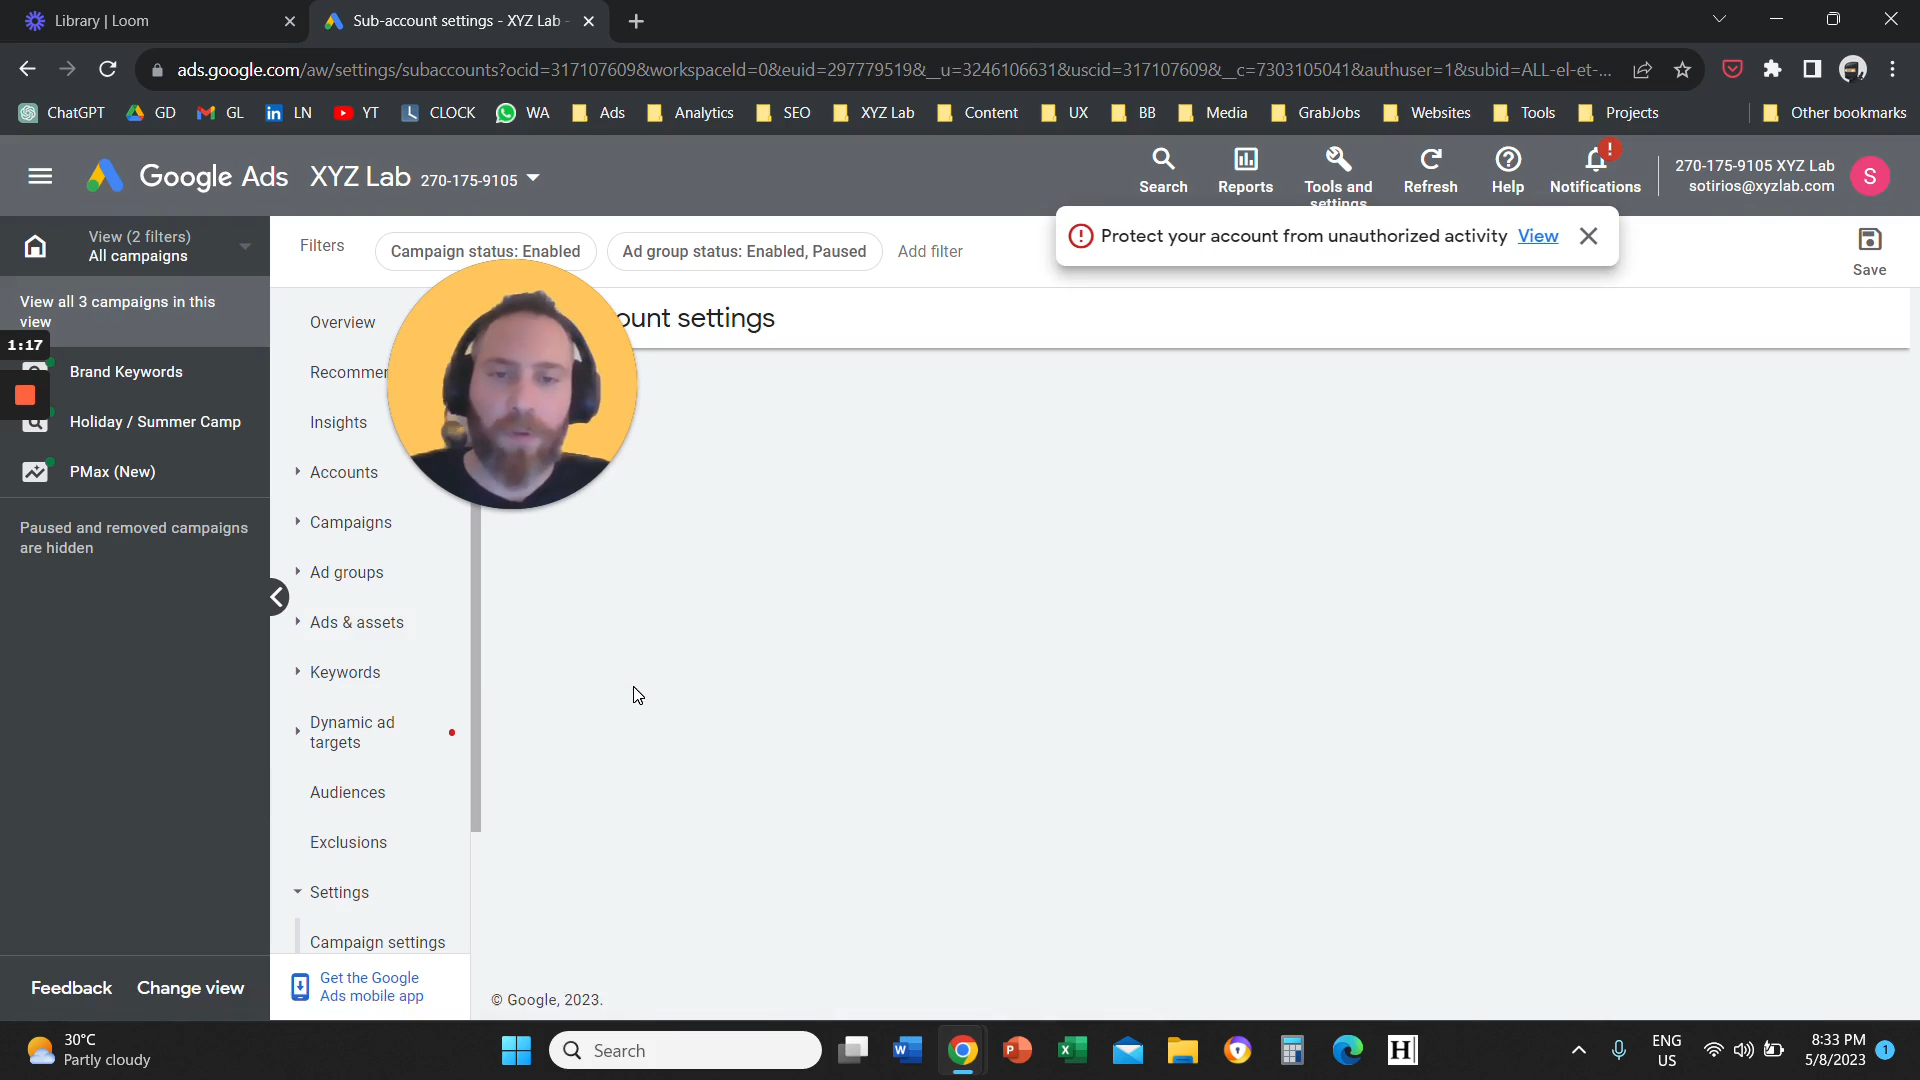 Library | Loom
Sub-account settings - XYZ Lab -
ads.google.com/aw/settings/subaccounts?ocid=317107609&workspaceId=0&euid=297779519&__u=3246106631&uscid=317107609&__c=7303105041&authuser=1&subid=ALL-el-et-...
ChatGPT
GD
GL
LN
YT
CLOCK
WA
Ads
Analytics
SEO
XYZ Lab
Content
UX
BB
Media
GrabJobs
Websites
Tools
Projects
Other bookmarks
Google Ads
XYZ Lab 270-175-9105
Search
Reports
Tools and
settings
Refresh
Help
Notifications
270-175-9105 XYZ Lab
sotirios@xyzlab.com
S
View (2 filters)
All campaigns
Filters
Campaign status: Enabled
Ad group status: Enabled, Paused
Add filter
Protect your account from unauthorized activity View
Save
View all 3 campaigns in this
view
1:17
Brand Keywords
Holiday / Summer Camp
PMax (New)
Paused and removed campaigns
are hidden
Feedback
Change view
Overview
Recommen
Insights
Accounts
Campaigns
Ad groups
Ads & assets
Keywords
Dynamic ad
targets
Audiences
Exclusions
Settings
Campaign settings
Get the Google
Ads mobile app
ount settings
© Google, 2023.
30°C
Partly cloudy
Search
ENG
US
8:33 PM
5/8/2023
1